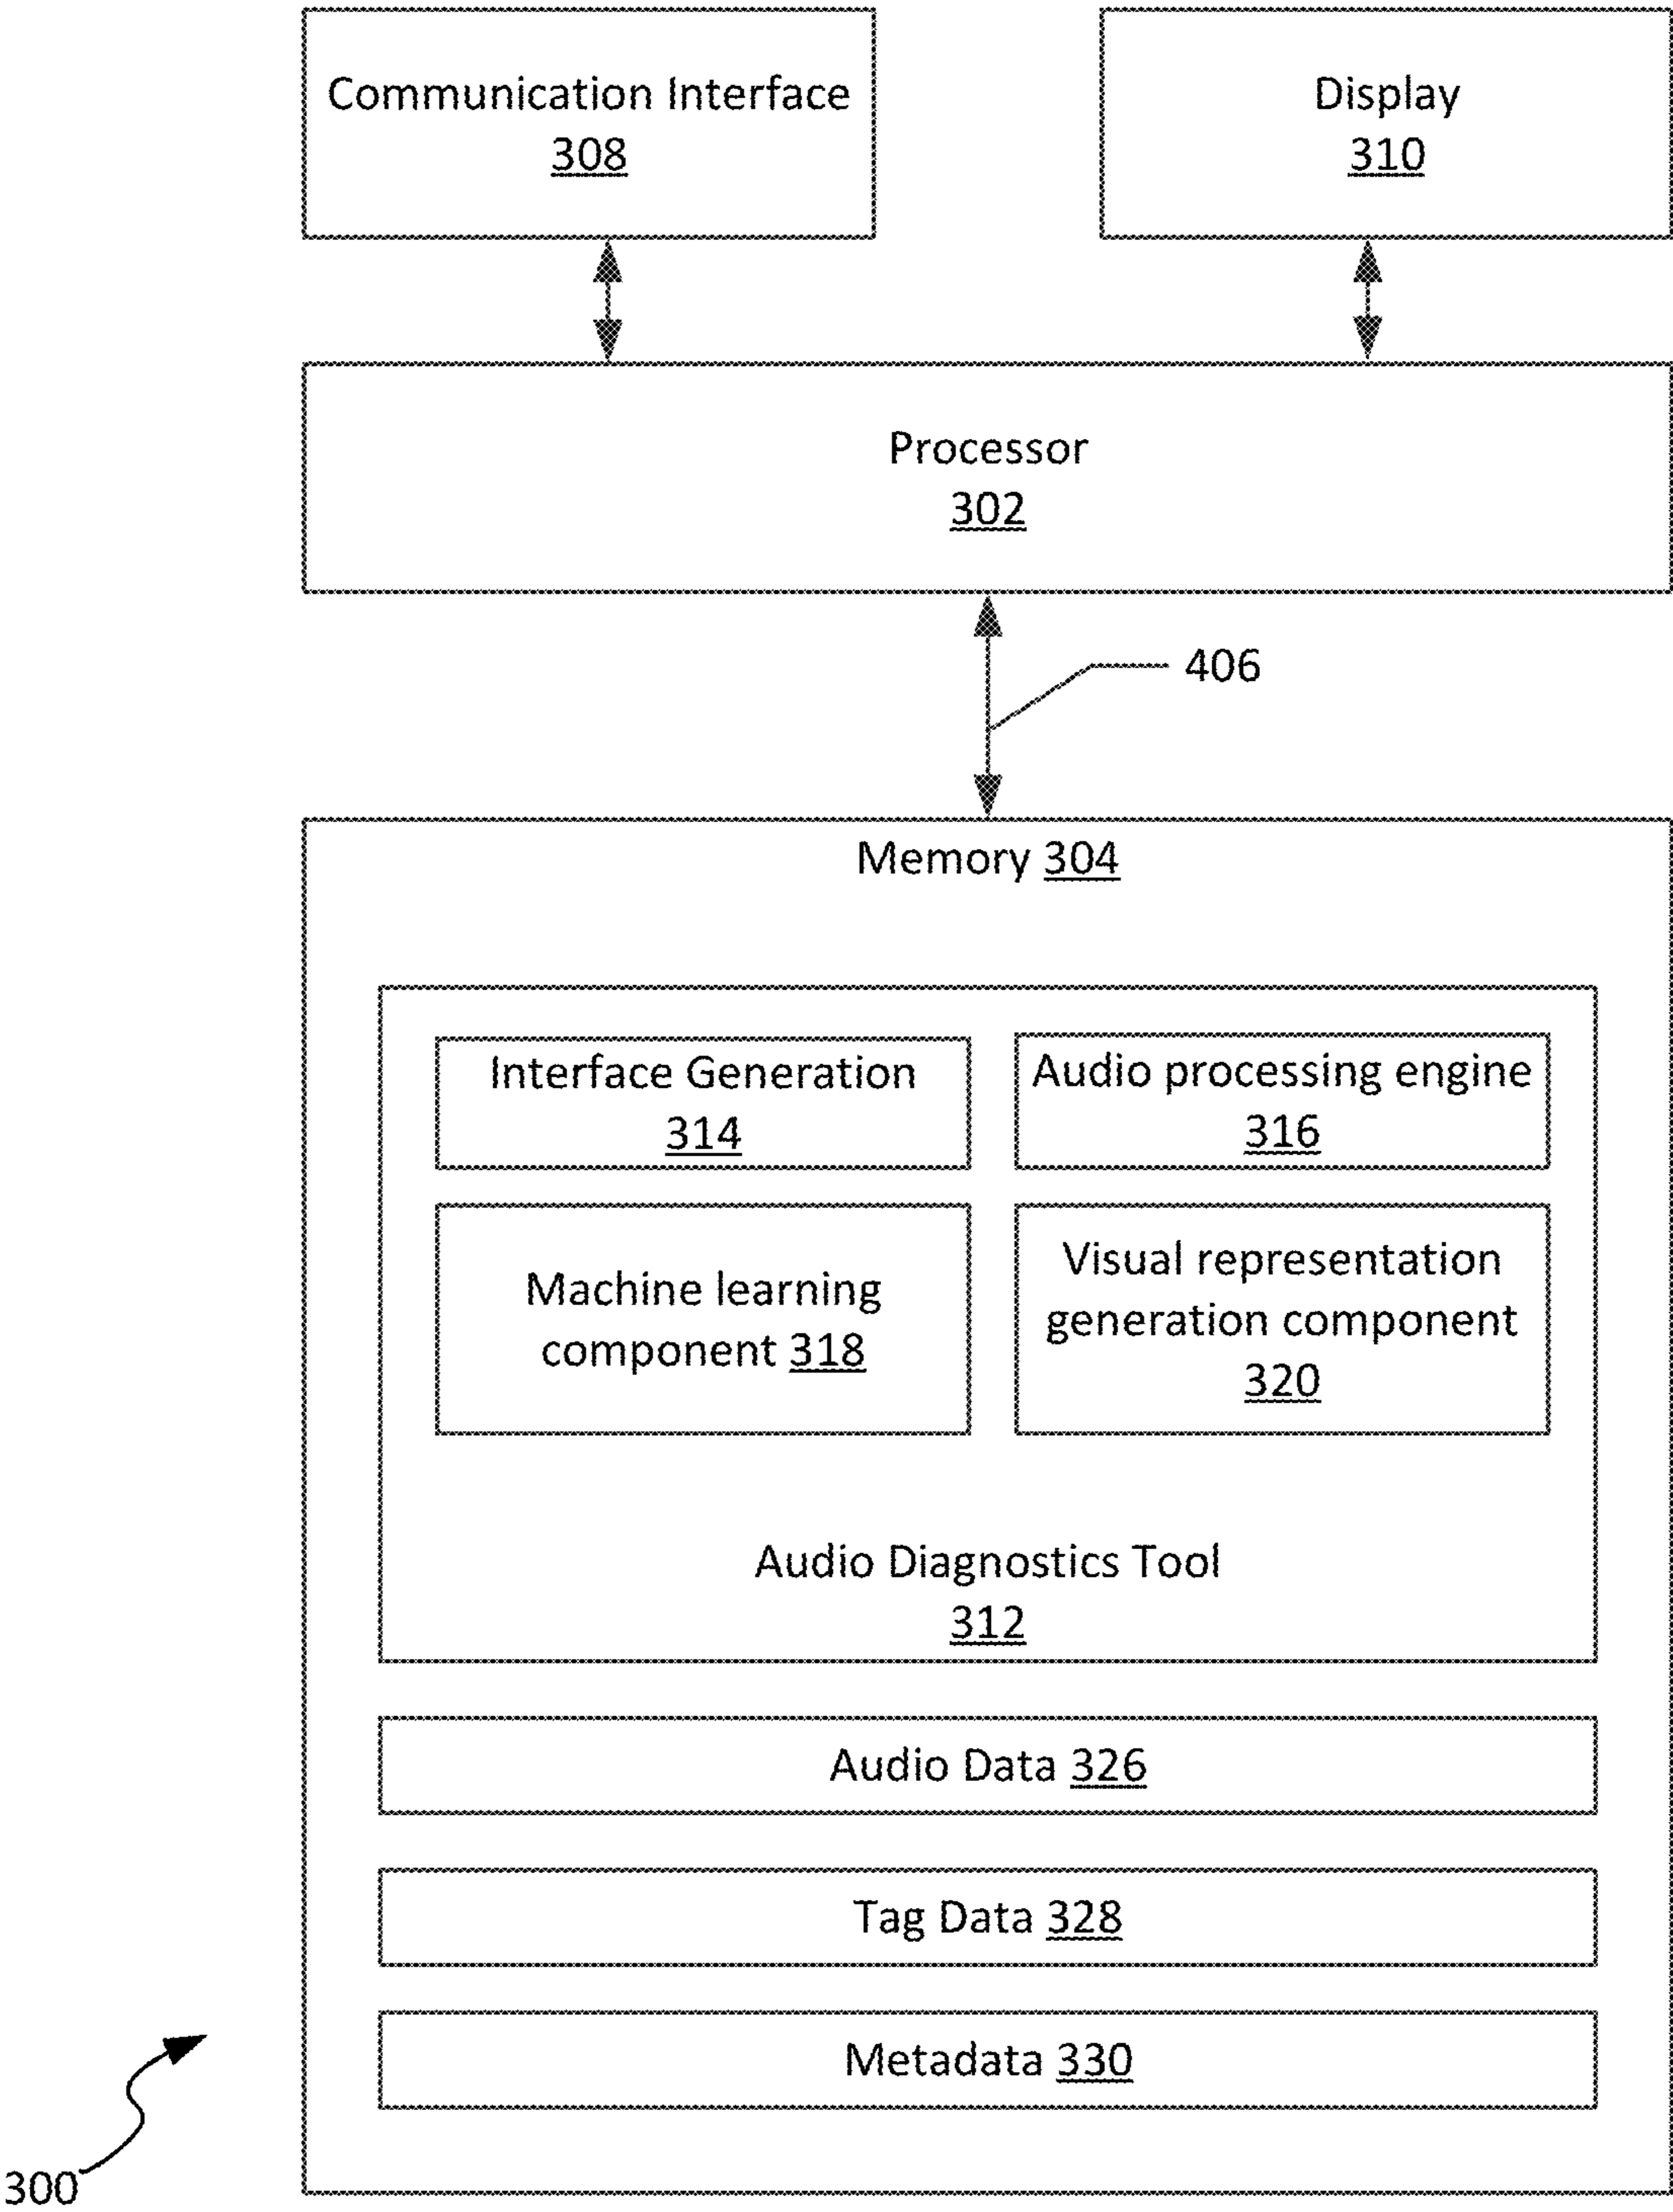 Communication Interface
308
Display
310
Processor
302
406
Memory 304
Interface Generation
314
Audio processing engine
316
Machine learning
component 318
Visual representation
generation component
320
Audio Diagnostics Tool
312
Audio Data 326
Tag Data 328
Metadata 330
300